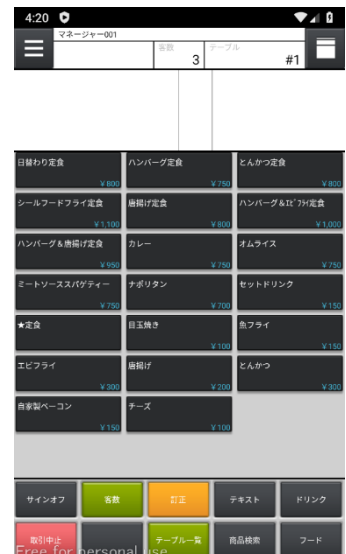 4:20
マネージャー001
客数 3 テーブル #1
日替わり定食 ハンバーグ定食 とんかつ定食
¥800 ¥750 ¥800
シールフードフライ定食 唐揚げ定食 ハンバーグ&エビフライ定食
¥1,100 ¥800 ¥1,000
ハンバーグ&唐揚げ定食 カレー オムライス
¥950 ¥750 ¥750
ミートソーススパゲティー ナポリタン セットドリンク
¥750 ¥700 ¥150
★定食 目玉焼き 魚フライ
¥100 ¥150
エビフライ 唐揚げ とんかつ
¥300 ¥200 ¥300
自家製ベーコン チーズ
¥150 ¥100
サインオフ 客数 訂正 テキスト ドリンク
取引中止 テーブル一覧 商品検索 フード
Free for personal use